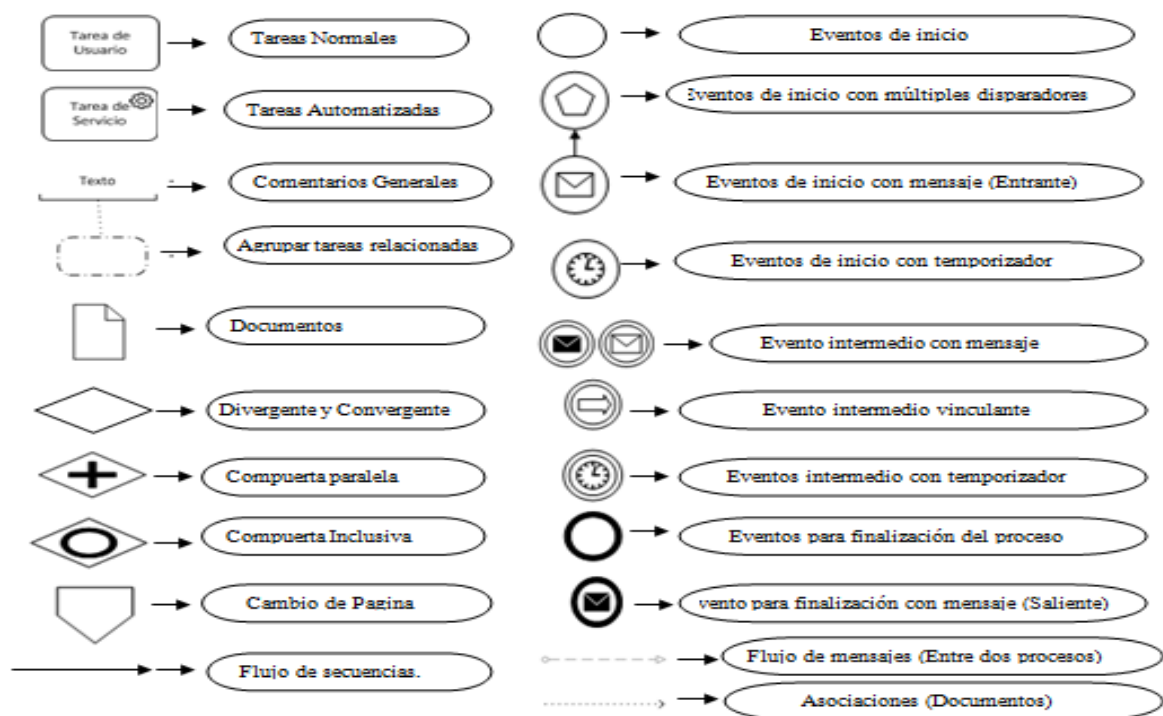 Tarea de
Usuario
Tareas Normales
Tarea de
Servicio
Tareas Automatizadas
Texto
Comentarios Generales
Agrupar tareas relacionadas
Documentos
Divergente y Convergente
Compuerta paralela
Compuerta Inclusiva
Cambio de Pagina
Flujo de secuencias.
Eventos de inicio
Eventos de inicio con múltiples disparadores
Eventos de inicio con mensaje (Entrante)
Eventos de inicio con temporizador
Evento intermedio con mensaje
Evento intermedio vinculante
Eventos intermedio con temporizador
Eventos para finalización del proceso
vento para finalización con mensaje (Saliente)
Flujo de mensajes (Entre dos procesos)
Asociaciones (Documentos)